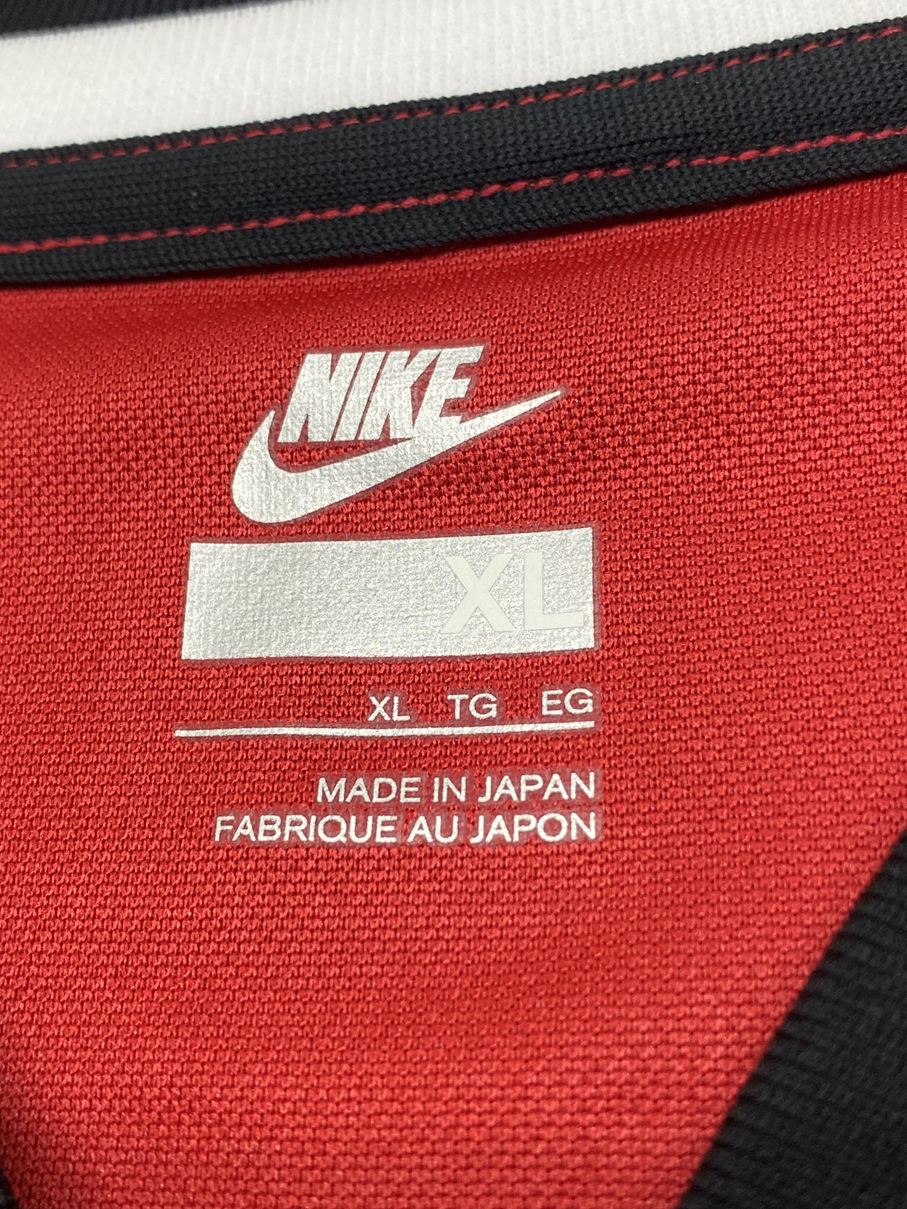 NIKE
XL
XL TG EG
MADE IN JAPAN
FABRIQUE AU JAPON